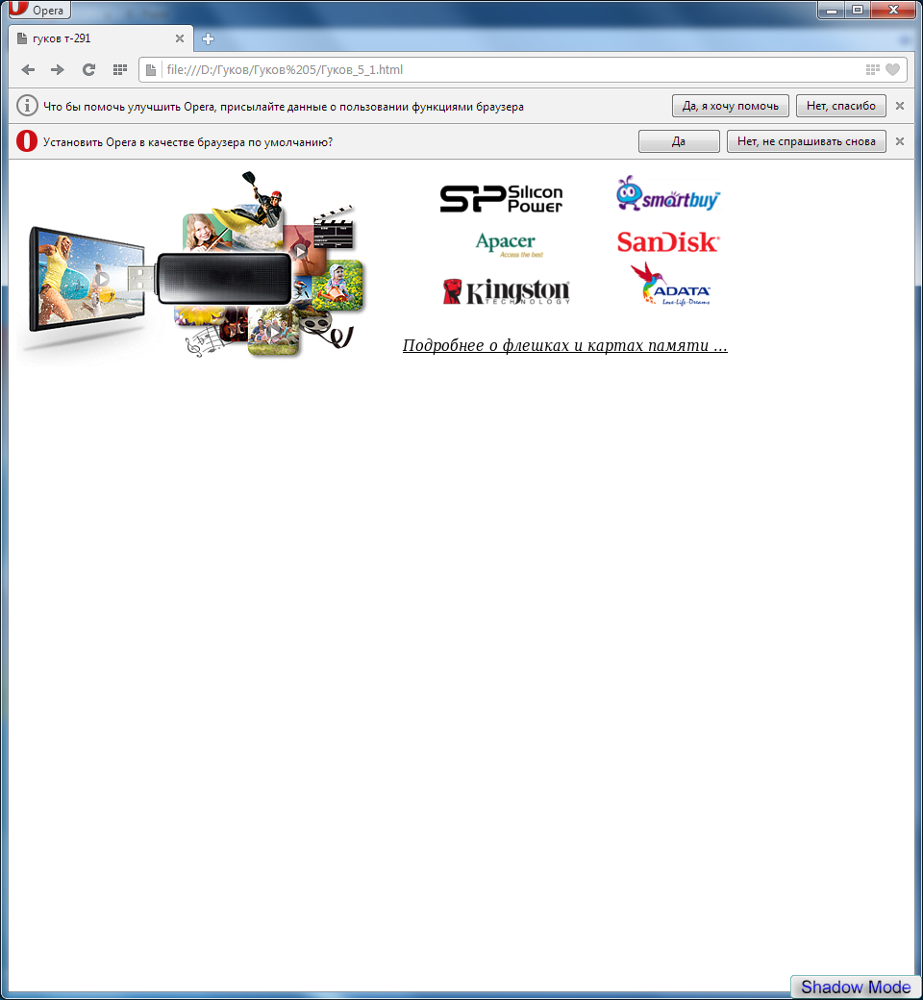 Opera
гуков т-291
file:///D:/Гуков/Гуков%205/Гуков_5_1.html
Что бы помочь улучшить Opera, присылайте данные о пользовании функциями браузера
Да, я хочу помочь
Нет, спасибо
Установить Opera в качестве браузера по умолчанию?
Да
Нет, не спрашивать снова
SP Silicon Power
smartbuy
Apacer
Access the best
SanDisk
Kingston
TECHNOLOGY
ADATA
Love·Life·Dreams
Подробнее о флешках и картах памяти ...
Shadow Mode